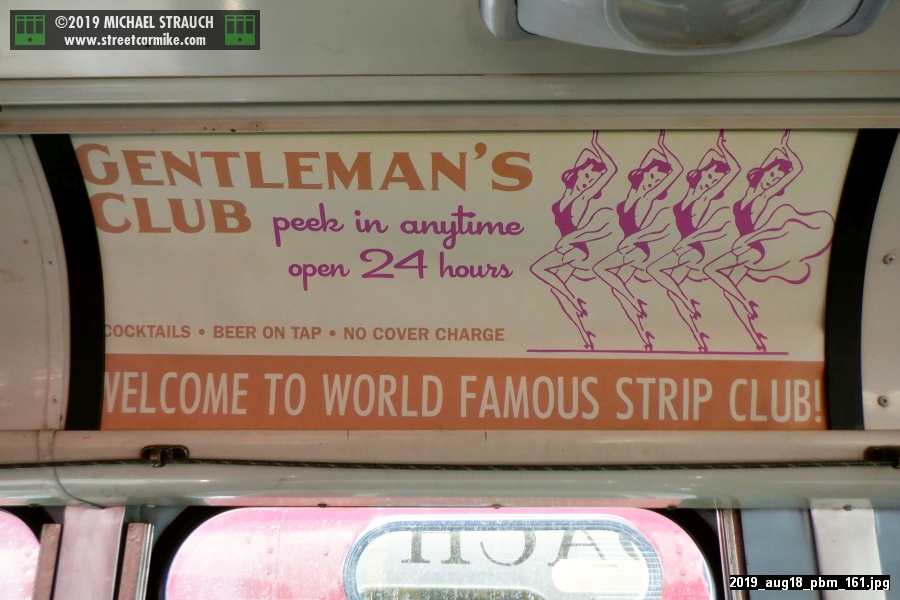 ©2019 MICHAEL STRAUCH
www.streetcarmike.com
GENTLEMAN'S
CLUB peek in anytime
open 24 hours
COCKTAILS • BEER ON TAP • NO COVER CHARGE
WELCOME TO WORLD FAMOUS STRIP CLUB!
2019_aug18_pbm_161.jpg